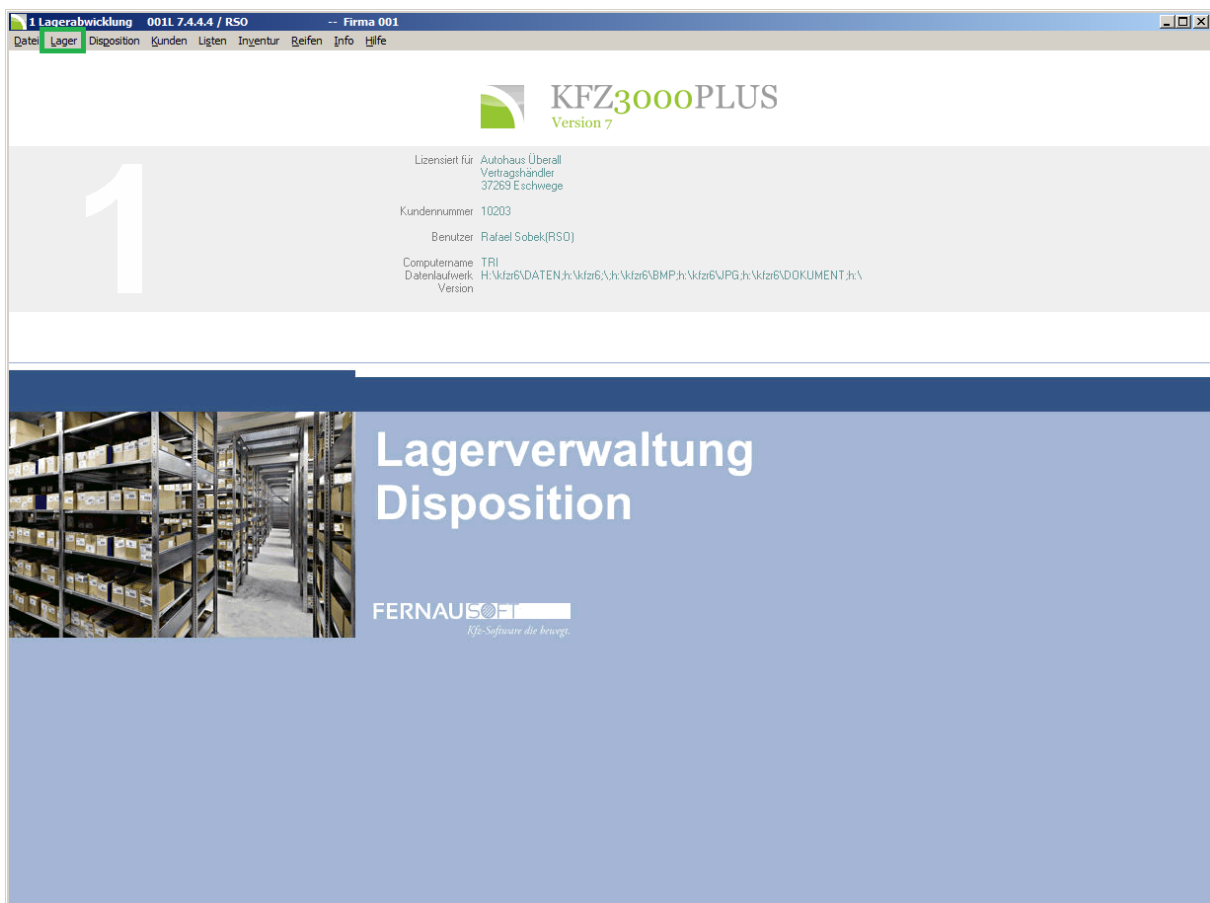 1 Lagerabwicklung 001L 7.4.4.4 / RSO -- Firma 001
Datei Lager Disposition Kunden Listen Inventur Reifen Info Hilfe
KFZ3000PLUS
Version 7
1
Lizensiert für Autohaus Überall
Vertragshändler
37269 Eschwege
Kundennummer 10203
Benutzer Rafael Sobek(RSO)
Computername TRI
Datenlaufwerk H:\kfzr6\DATEN;h:\kfzr6;\;h:\kfzr6\BMP;h:\kfzr6\JPG;h:\kfzr6\DOKUMENT;h:\
Version
Lagerverwaltung
Disposition
FERNAUSOFT
Kfz-Software die bewegt.